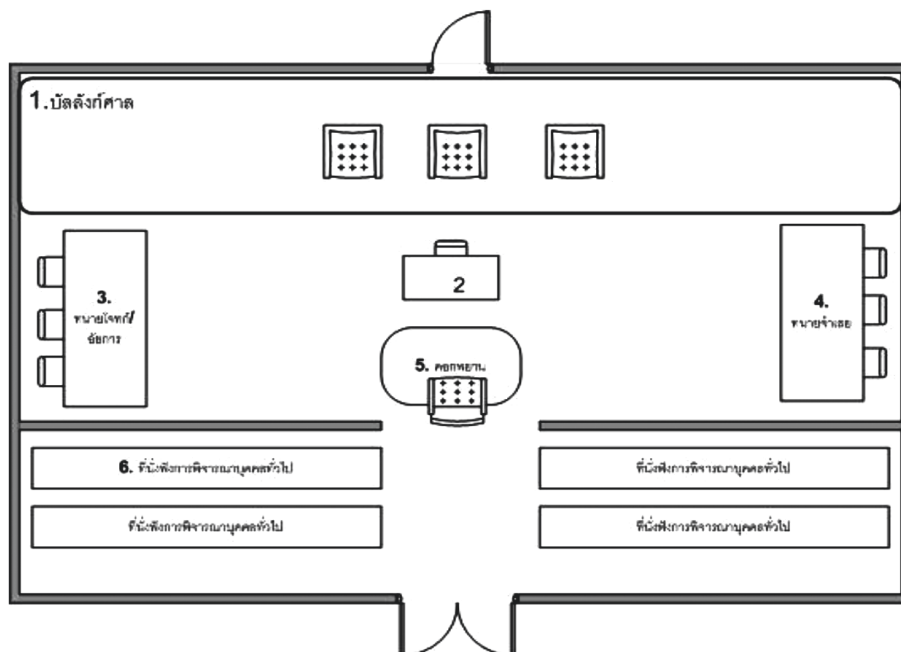 1.บัลลังก์ศาล
2
3.
ทนายโจทก์/
อัยการ
4.
ทนายจำเลย
5. คอกพยาน
6. ที่นั่งฟังการพิจารณาบุคคลทั่วไป
ที่นั่งฟังการพิจารณาบุคคลทั่วไป
ที่นั่งฟังการพิจารณาบุคคลทั่วไป
ที่นั่งฟังการพิจารณาบุคคลทั่วไป